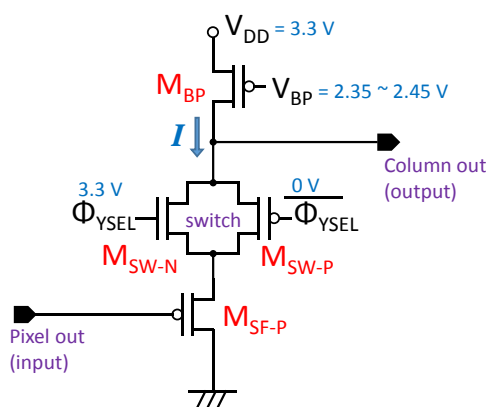 V_DD = 3.3 V
M_BP
V_BP = 2.35 ~ 2.45 V
I
Column out
(output)
3.3 V
Φ_YSEL
switch
0 V
Φ_YSEL
M_SW-N
M_SW-P
M_SF-P
Pixel out
(input)